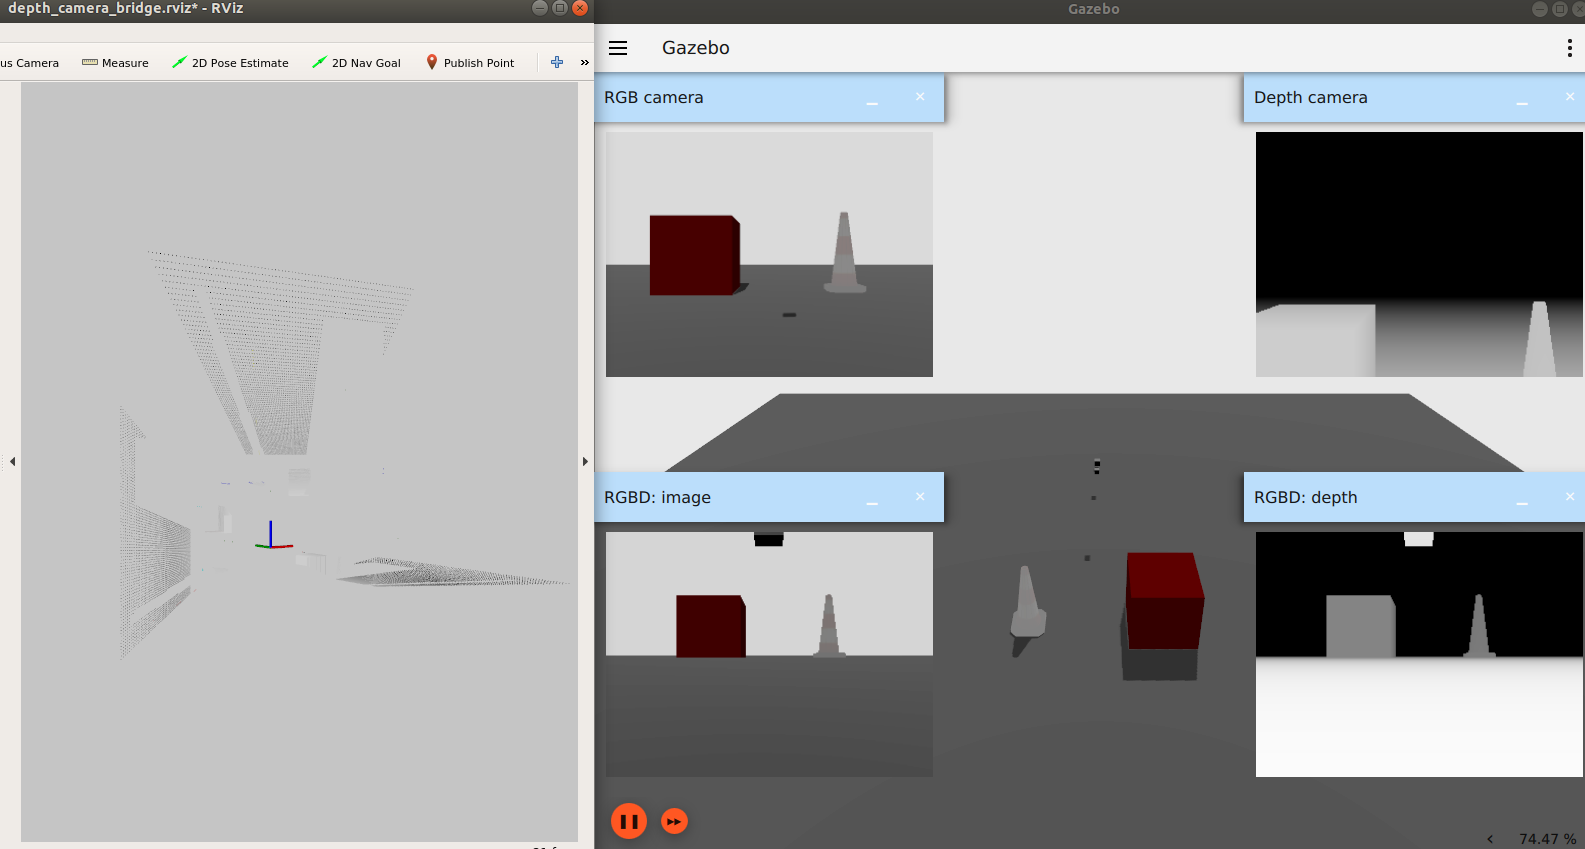 depth_camera_bridge.rviz* - RViz
us Camera
Measure
2D Pose Estimate
2D Nav Goal
Publish Point
»
Gazebo
Gazebo
RGB camera
Depth camera
RGBD: image
RGBD: depth
74.47 %